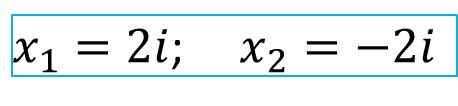 x₁ = 2i; x₂ = −2i